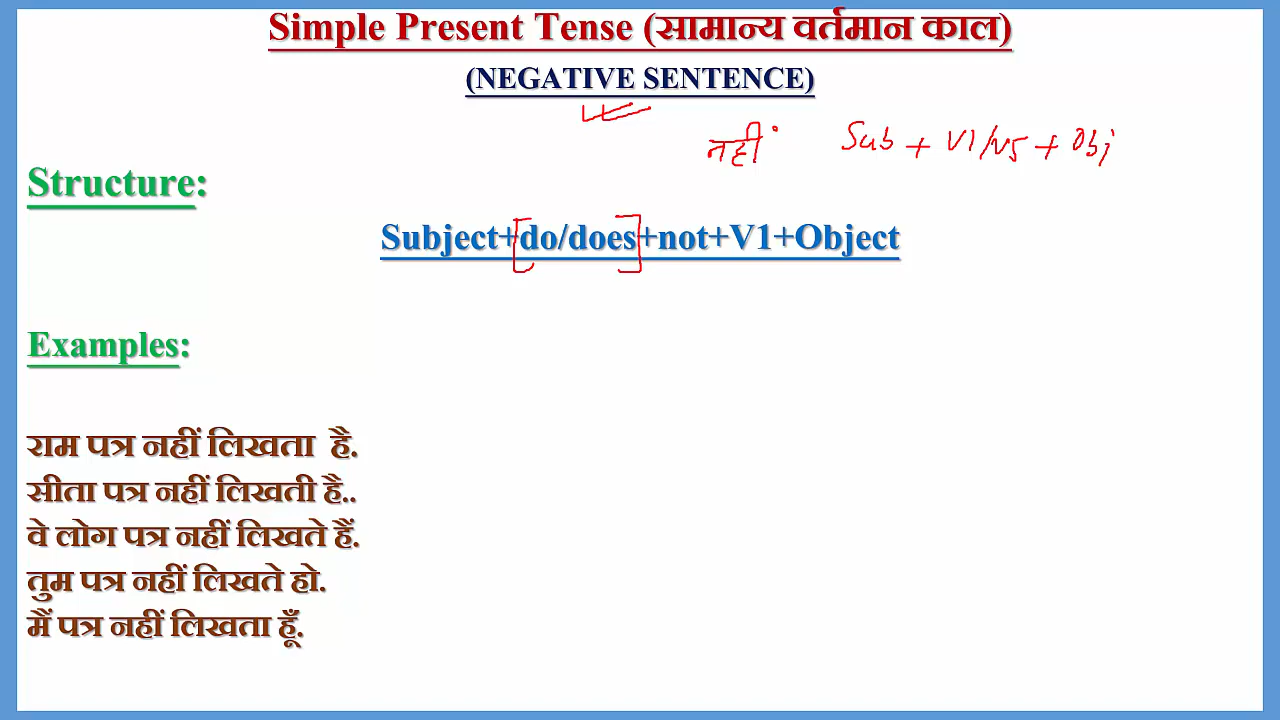 Simple Present Tense (सामान्य वर्तमान काल)
(NEGATIVE SENTENCE)
नहीं Sub + V1/V5 + Obj
Structure:
Subject+do/does+not+V1+Object
Examples:
राम पत्र नहीं लिखता है.
सीता पत्र नहीं लिखती है..
वे लोग पत्र नहीं लिखते हैं.
तुम पत्र नहीं लिखते हो.
मैं पत्र नहीं लिखता हूँ.